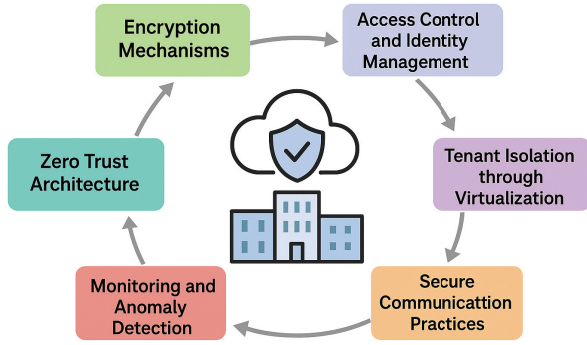 Encryption
Mechanisms
Access Control
and Identity
Management
Tenant Isolation
through
Virtualization
Secure
Communicattion
Practices
Monitoring and
Anomaly
Detection
Zero Trust
Architecture